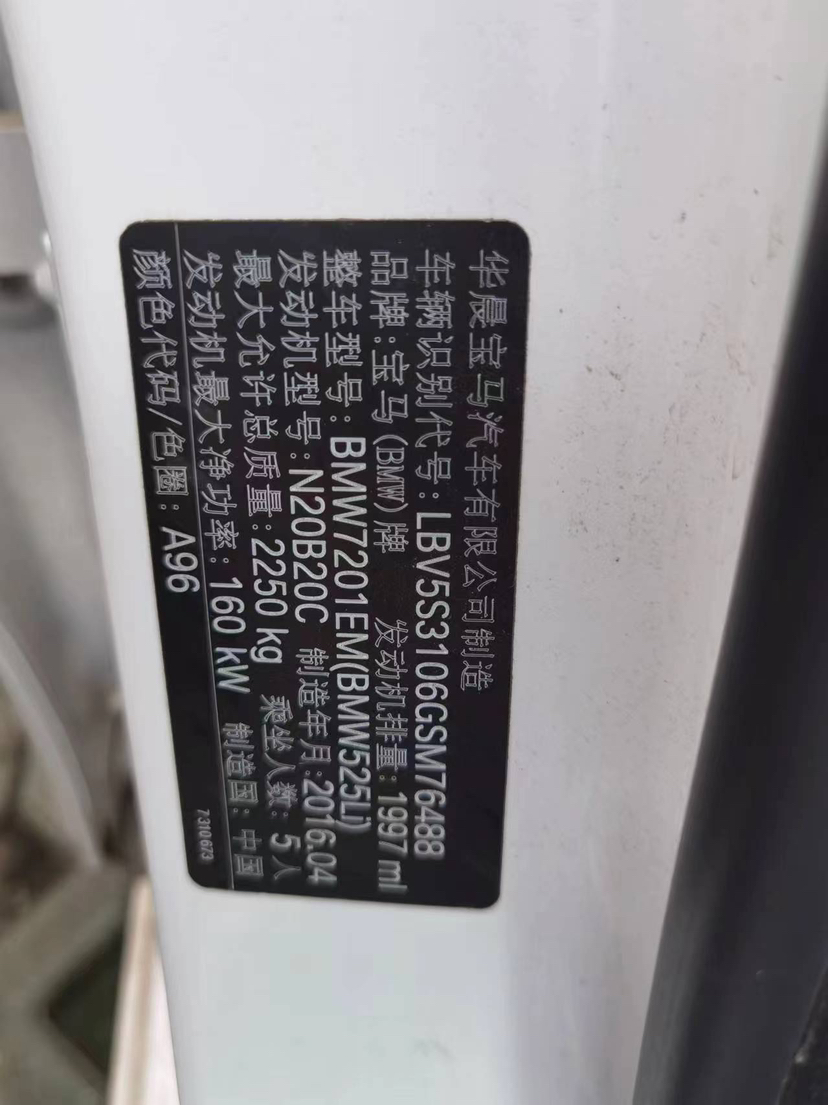 华晨宝马汽车有限公司制造
车辆识别代号:LBV5S3106GSM76488
品牌:宝马(BMW)牌 发动机排量:1997 ml
整车型号:BMW7201EM(BMW525Li)
发动机型号:N20B20C 制造年月:2016.04
最大允许总质量:2250 kg 乘坐人数:5人
发动机最大净功率:160 kW 制造国:中国
颜色代码/色圈:A96 7310673